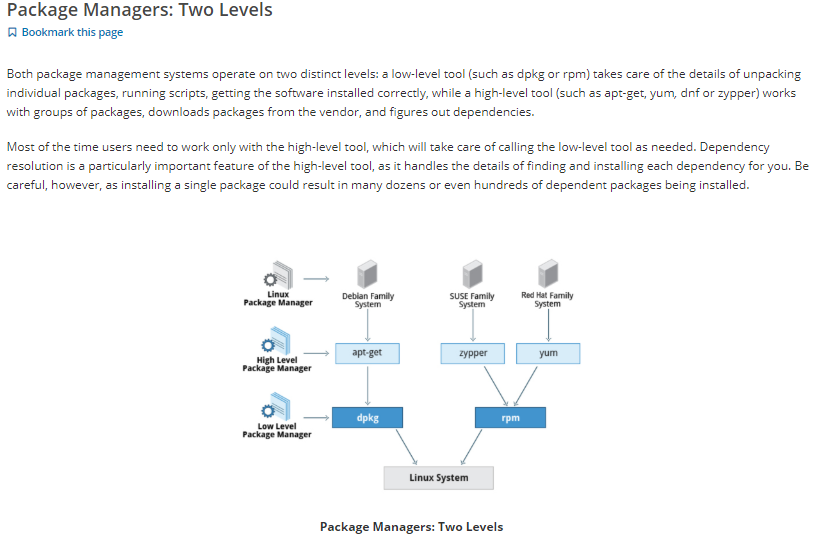 Package Managers: Two Levels
Bookmark this page
Both package management systems operate on two distinct levels: a low-level tool (such as dpkg or rpm) takes care of the details of unpacking
individual packages, running scripts, getting the software installed correctly, while a high-level tool (such as apt-get, yum, dnf or zypper) works
with groups of packages, downloads packages from the vendor, and figures out dependencies.
Most of the time users need to work only with the high-level tool, which will take care of calling the low-level tool as needed. Dependency
resolution is a particularly important feature of the high-level tool, as it handles the details of finding and installing each dependency for you. Be
careful, however, as installing a single package could result in many dozens or even hundreds of dependent packages being installed.
Linux
Package Manager
Debian Family
System
SUSE Family
System
Red Hat Family
System
High Level
Package Manager
apt-get
zypper
yum
Low Level
Package Manager
dpkg
rpm
Linux System
Package Managers: Two Levels